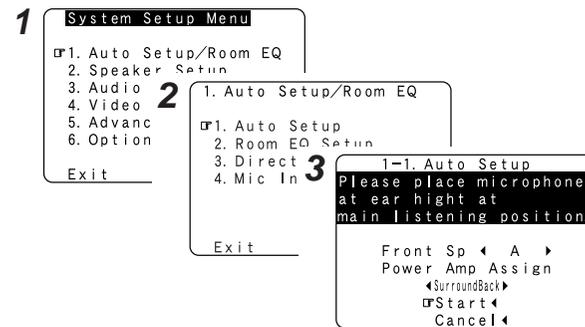 1
System Setup Menu
☞1. Auto Setup/Room EQ
2. Speaker Setup
3. Audio
4. Video
5. Advanc
6. Option
Exit
2
1. Auto Setup/Room EQ
☞1. Auto Setup
2. Room EQ Setup
3. Direct
4. Mic In
Exit
3
1-1. Auto Setup
Please place microphone
at ear hight at
main listening position
Front Sp ◀ A ▶
Power Amp Assign
◀SurroundBack▶
☞Start◀
Cancel◀